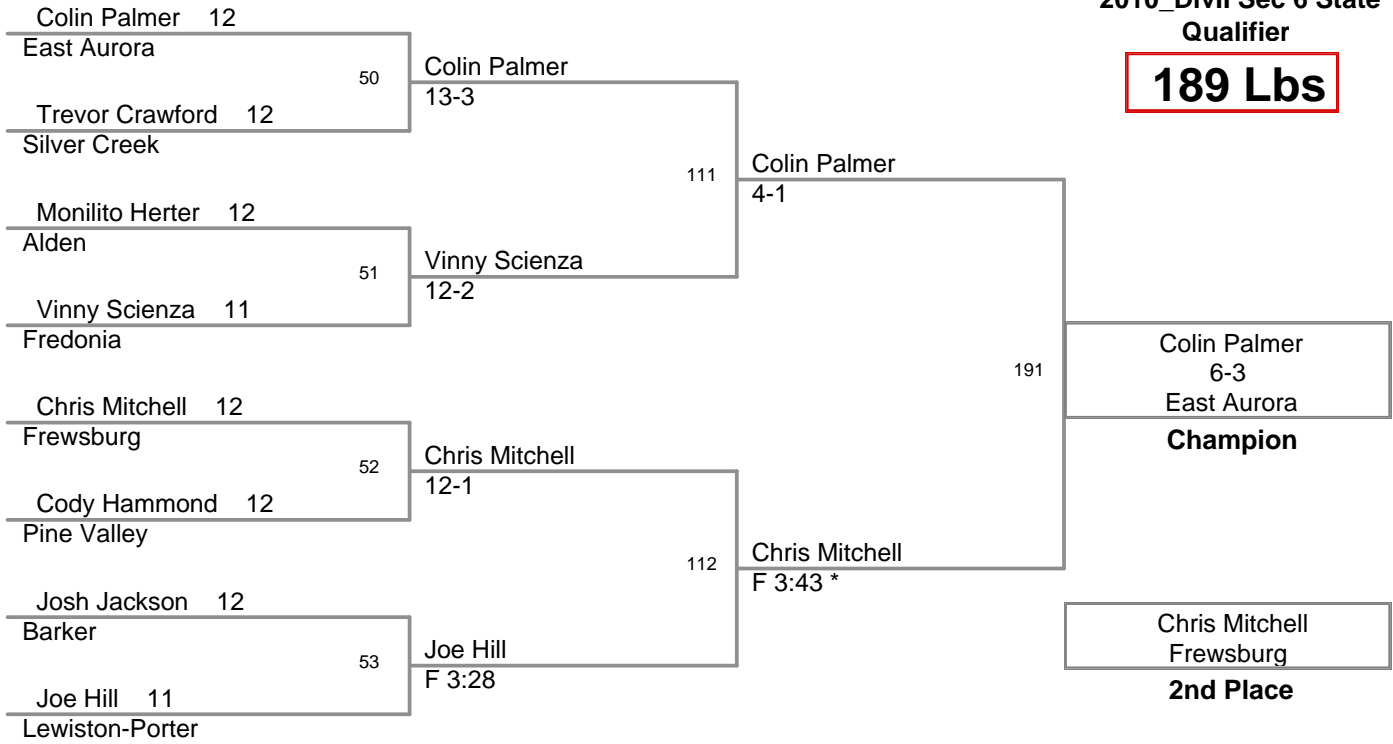 2010_DivII Sec 6 State
Qualifier
189 Lbs
Colin Palmer 12
East Aurora
50
Trevor Crawford 12
Silver Creek
Colin Palmer
13-3
111
Monilito Herter 12
Alden
51
Vinny Scienza 11
Fredonia
Vinny Scienza
12-2
Colin Palmer
4-1
Chris Mitchell 12
Frewsburg
52
Cody Hammond 12
Pine Valley
Chris Mitchell
12-1
112
Josh Jackson 12
Barker
53
Joe Hill 11
Lewiston-Porter
Joe Hill
F 3:28
Chris Mitchell
F 3:43 *
191
Colin Palmer
6-3
East Aurora
Champion
Chris Mitchell
Frewsburg
2nd Place